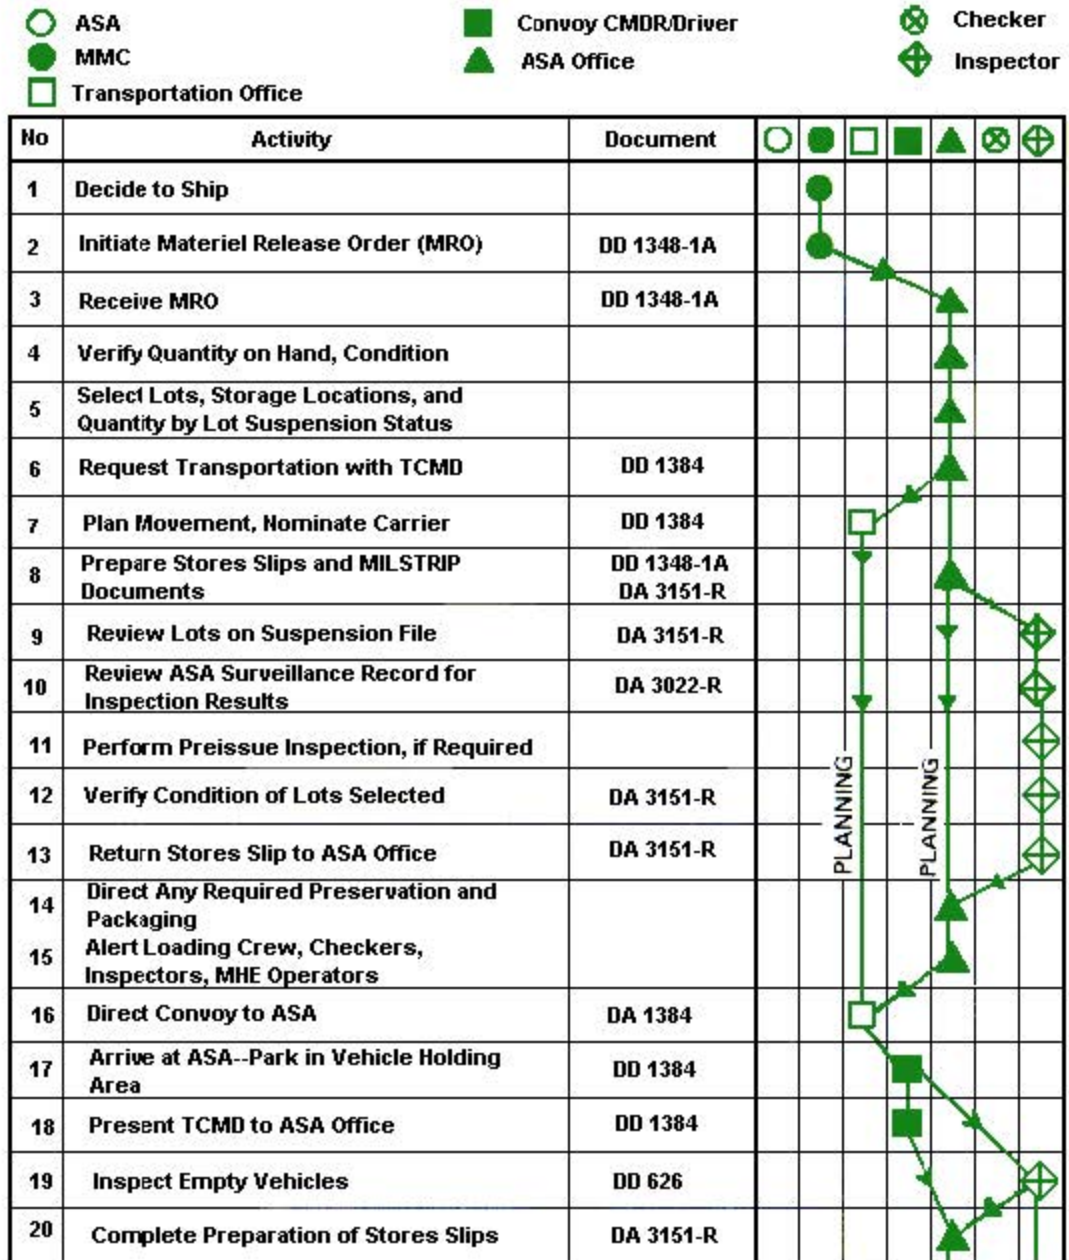 ASA
Convoy CMDR/Driver
Checker
MMC
ASA Office
Inspector
Transportation Office
No Activity Document
1 Decide to Ship
2 Initiate Materiel Release Order (MRO) DD 1348-1A
3 Receive MRO DD 1348-1A
4 Verify Quantity on Hand, Condition
5 Select Lots, Storage Locations, and
Quantity by Lot Suspension Status
6 Request Transportation with TCMD DD 1384
7 Plan Movement, Nominate Carrier DD 1384
8 Prepare Stores Slips and MILSTRIP DD 1348-1A
Documents DA 3151-R
9 Review Lots on Suspension File DA 3151-R
10 Review ASA Surveillance Record for DA 3022-R
Inspection Results
11 Perform Preissue Inspection, if Required
12 Verify Condition of Lots Selected DA 3151-R
13 Return Stores Slip to ASA Office DA 3151-R
PLANNING
PLANNING
14 Direct Any Required Preservation and
Packaging
15 Alert Loading Crew, Checkers,
Inspectors, MHE Operators
16 Direct Convoy to ASA DA 1384
17 Arrive at ASA--Park in Vehicle Holding DD 1384
Area
18 Present TCMD to ASA Office DD 1384
19 Inspect Empty Vehicles DD 626
20 Complete Preparation of Stores Slips DA 3151-R